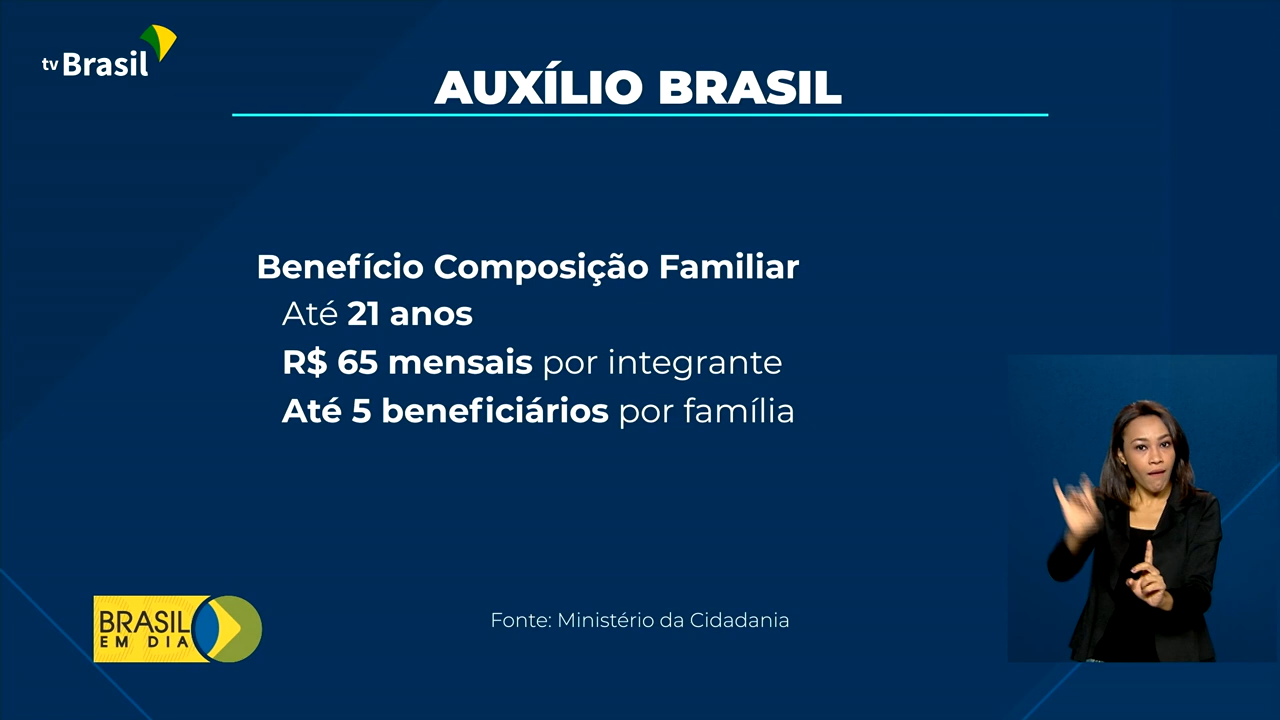 tv Brasil
AUXÍLIO BRASIL
Benefício Composição Familiar
Até 21 anos
R$ 65 mensais por integrante
Até 5 beneficiários por família
BRASIL
EM DIA
Fonte: Ministério da Cidadania